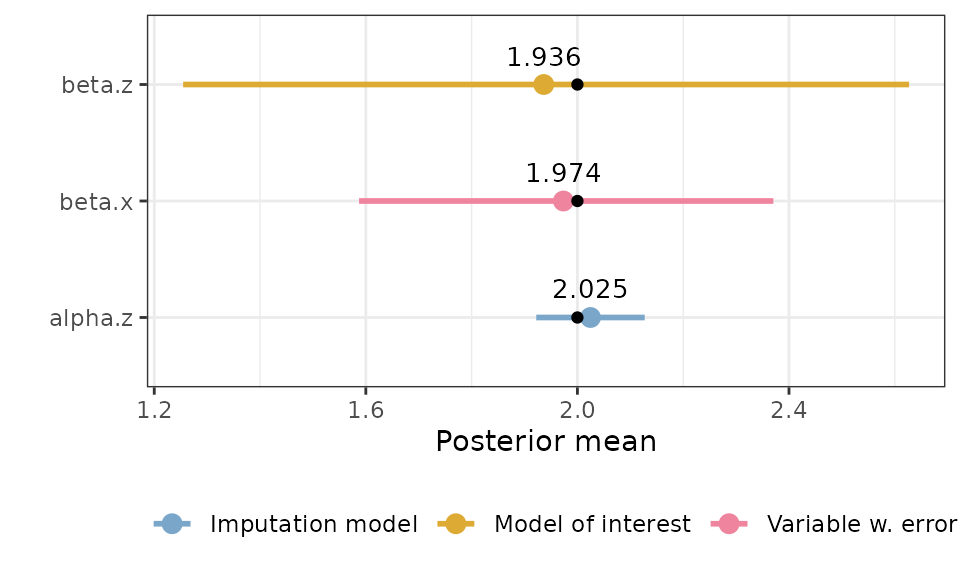 1.936
beta.z
1.974
beta.x
2.025
alpha.z
1.2 1.6 2.0 2.4
Posterior mean
Imputation model Model of interest Variable w. error